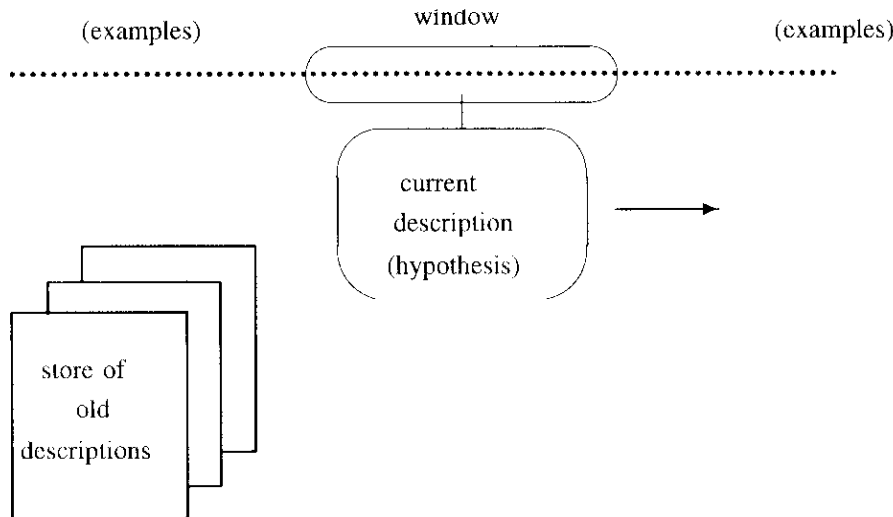 window
(examples)
(examples)
current
description
(hypothesis)
store of
old
descriptions